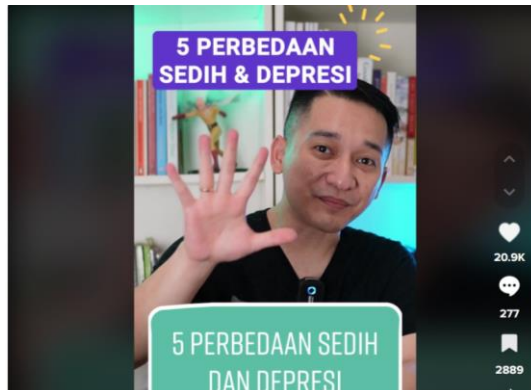 5 PERBEDAAN
SEDIH & DEPRESI
20.9K
277
2889
5 PERBEDAAN SEDIH
DAN DEPRESI